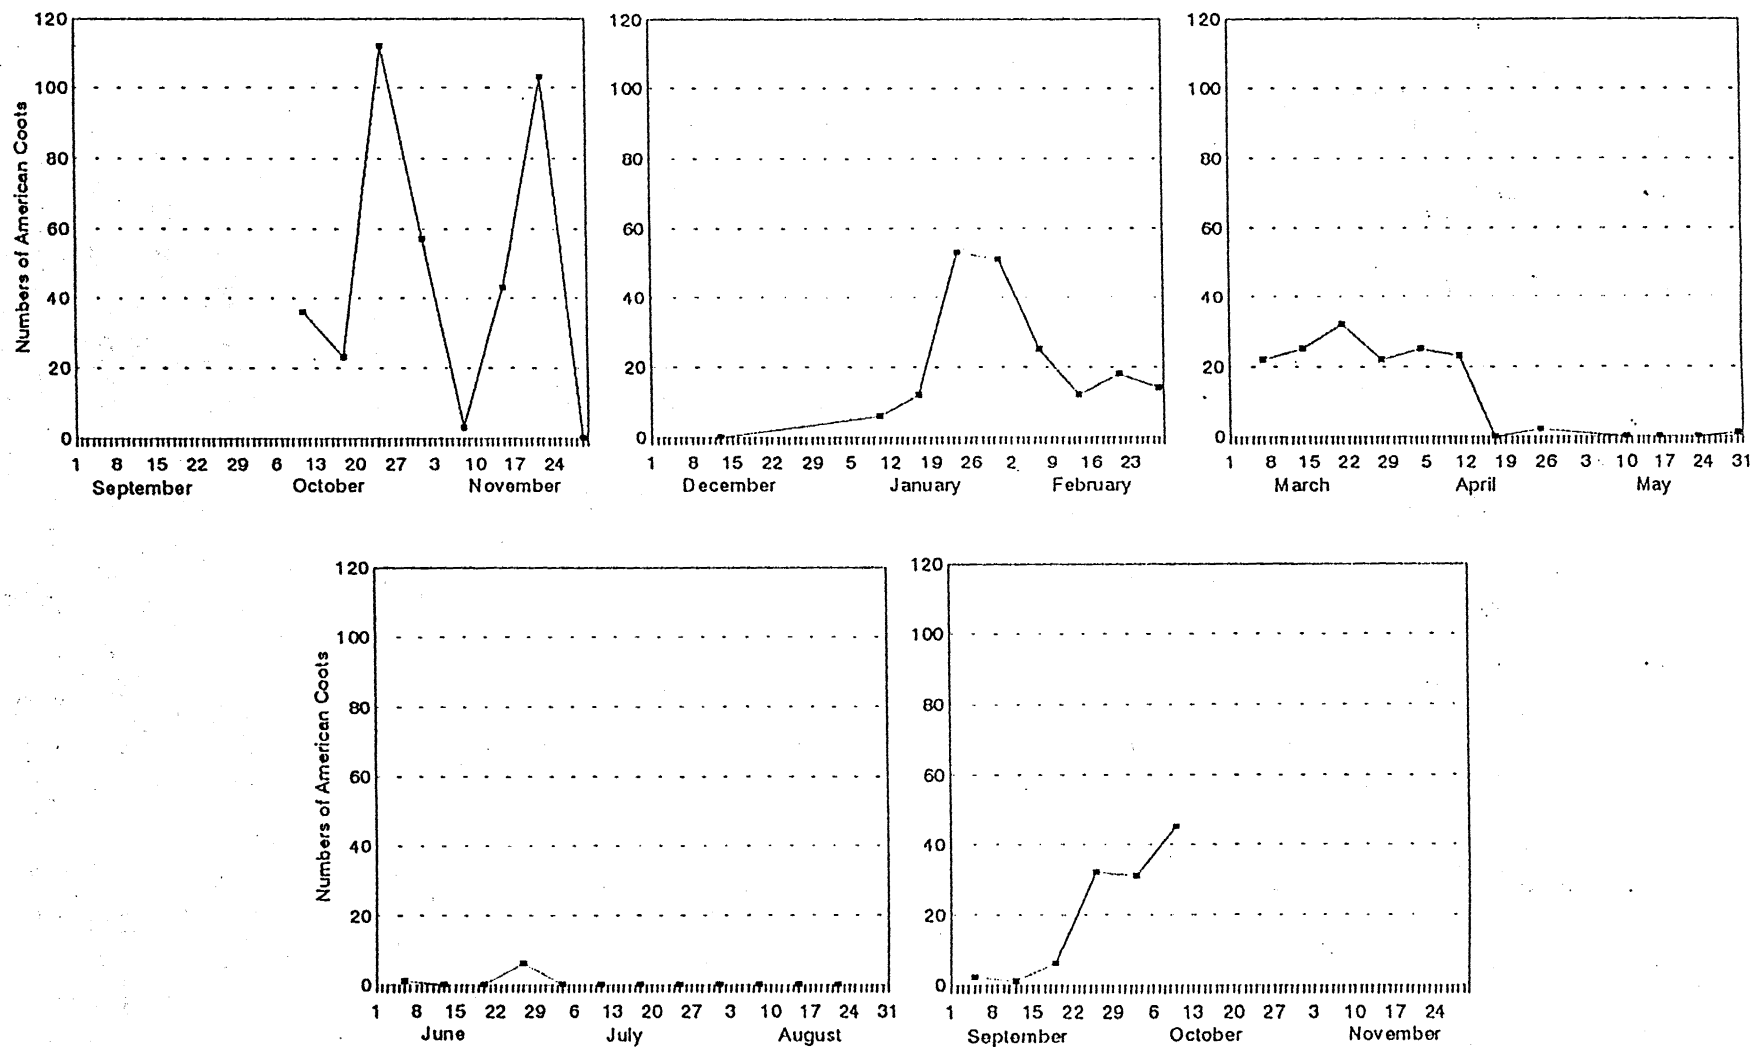 120 100 80 60 40 20 0
Numbers of American Coots
1 8 15 22 29 6 13 20 27 3 10 17 24
September October November
120 100 80 60 40 20 0
1 8 15 22 29 5 12 19 26 2 9 16 23
December January February
120 100 80 60 40 20 0
1 8 15 22 29 5 12 19 26 3 10 17 24 31
March April May
120 100 80 60 40 20 0
Numbers of American Coots
1 8 15 22 29 6 13 20 27 3 10 17 24 31
June July August
120 100 80 60 40 20 0
1 8 15 22 29 6 13 20 27 3 10 17 24
September October November